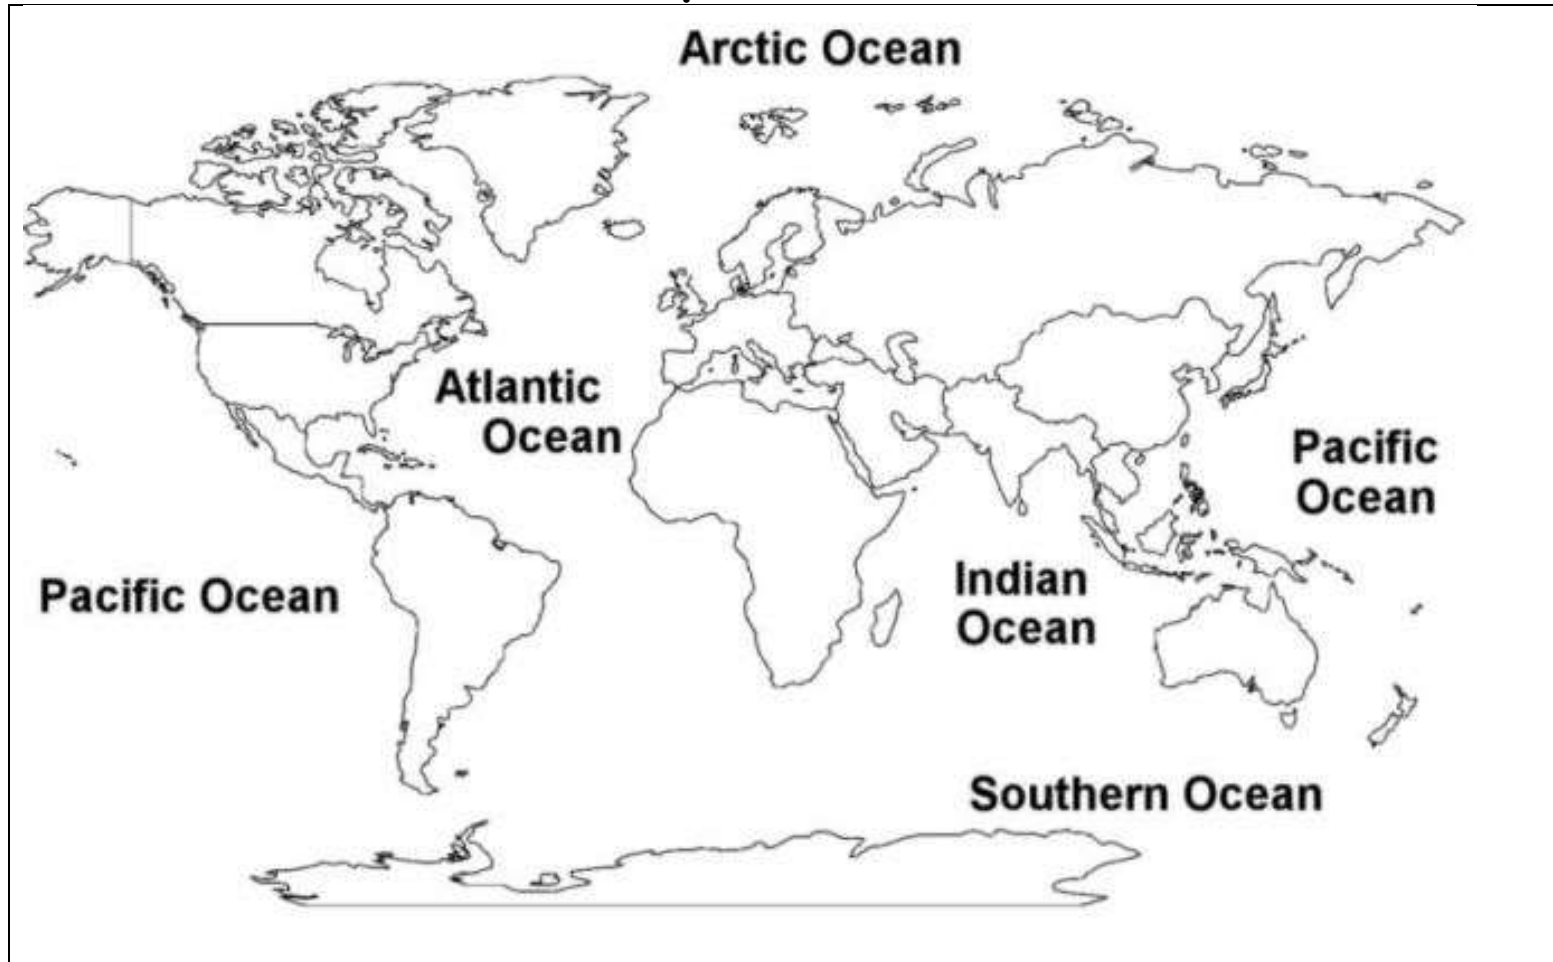 Arctic Ocean
Atlantic
Ocean
Pacific
Ocean
Indian
Ocean
Pacific Ocean
Southern Ocean